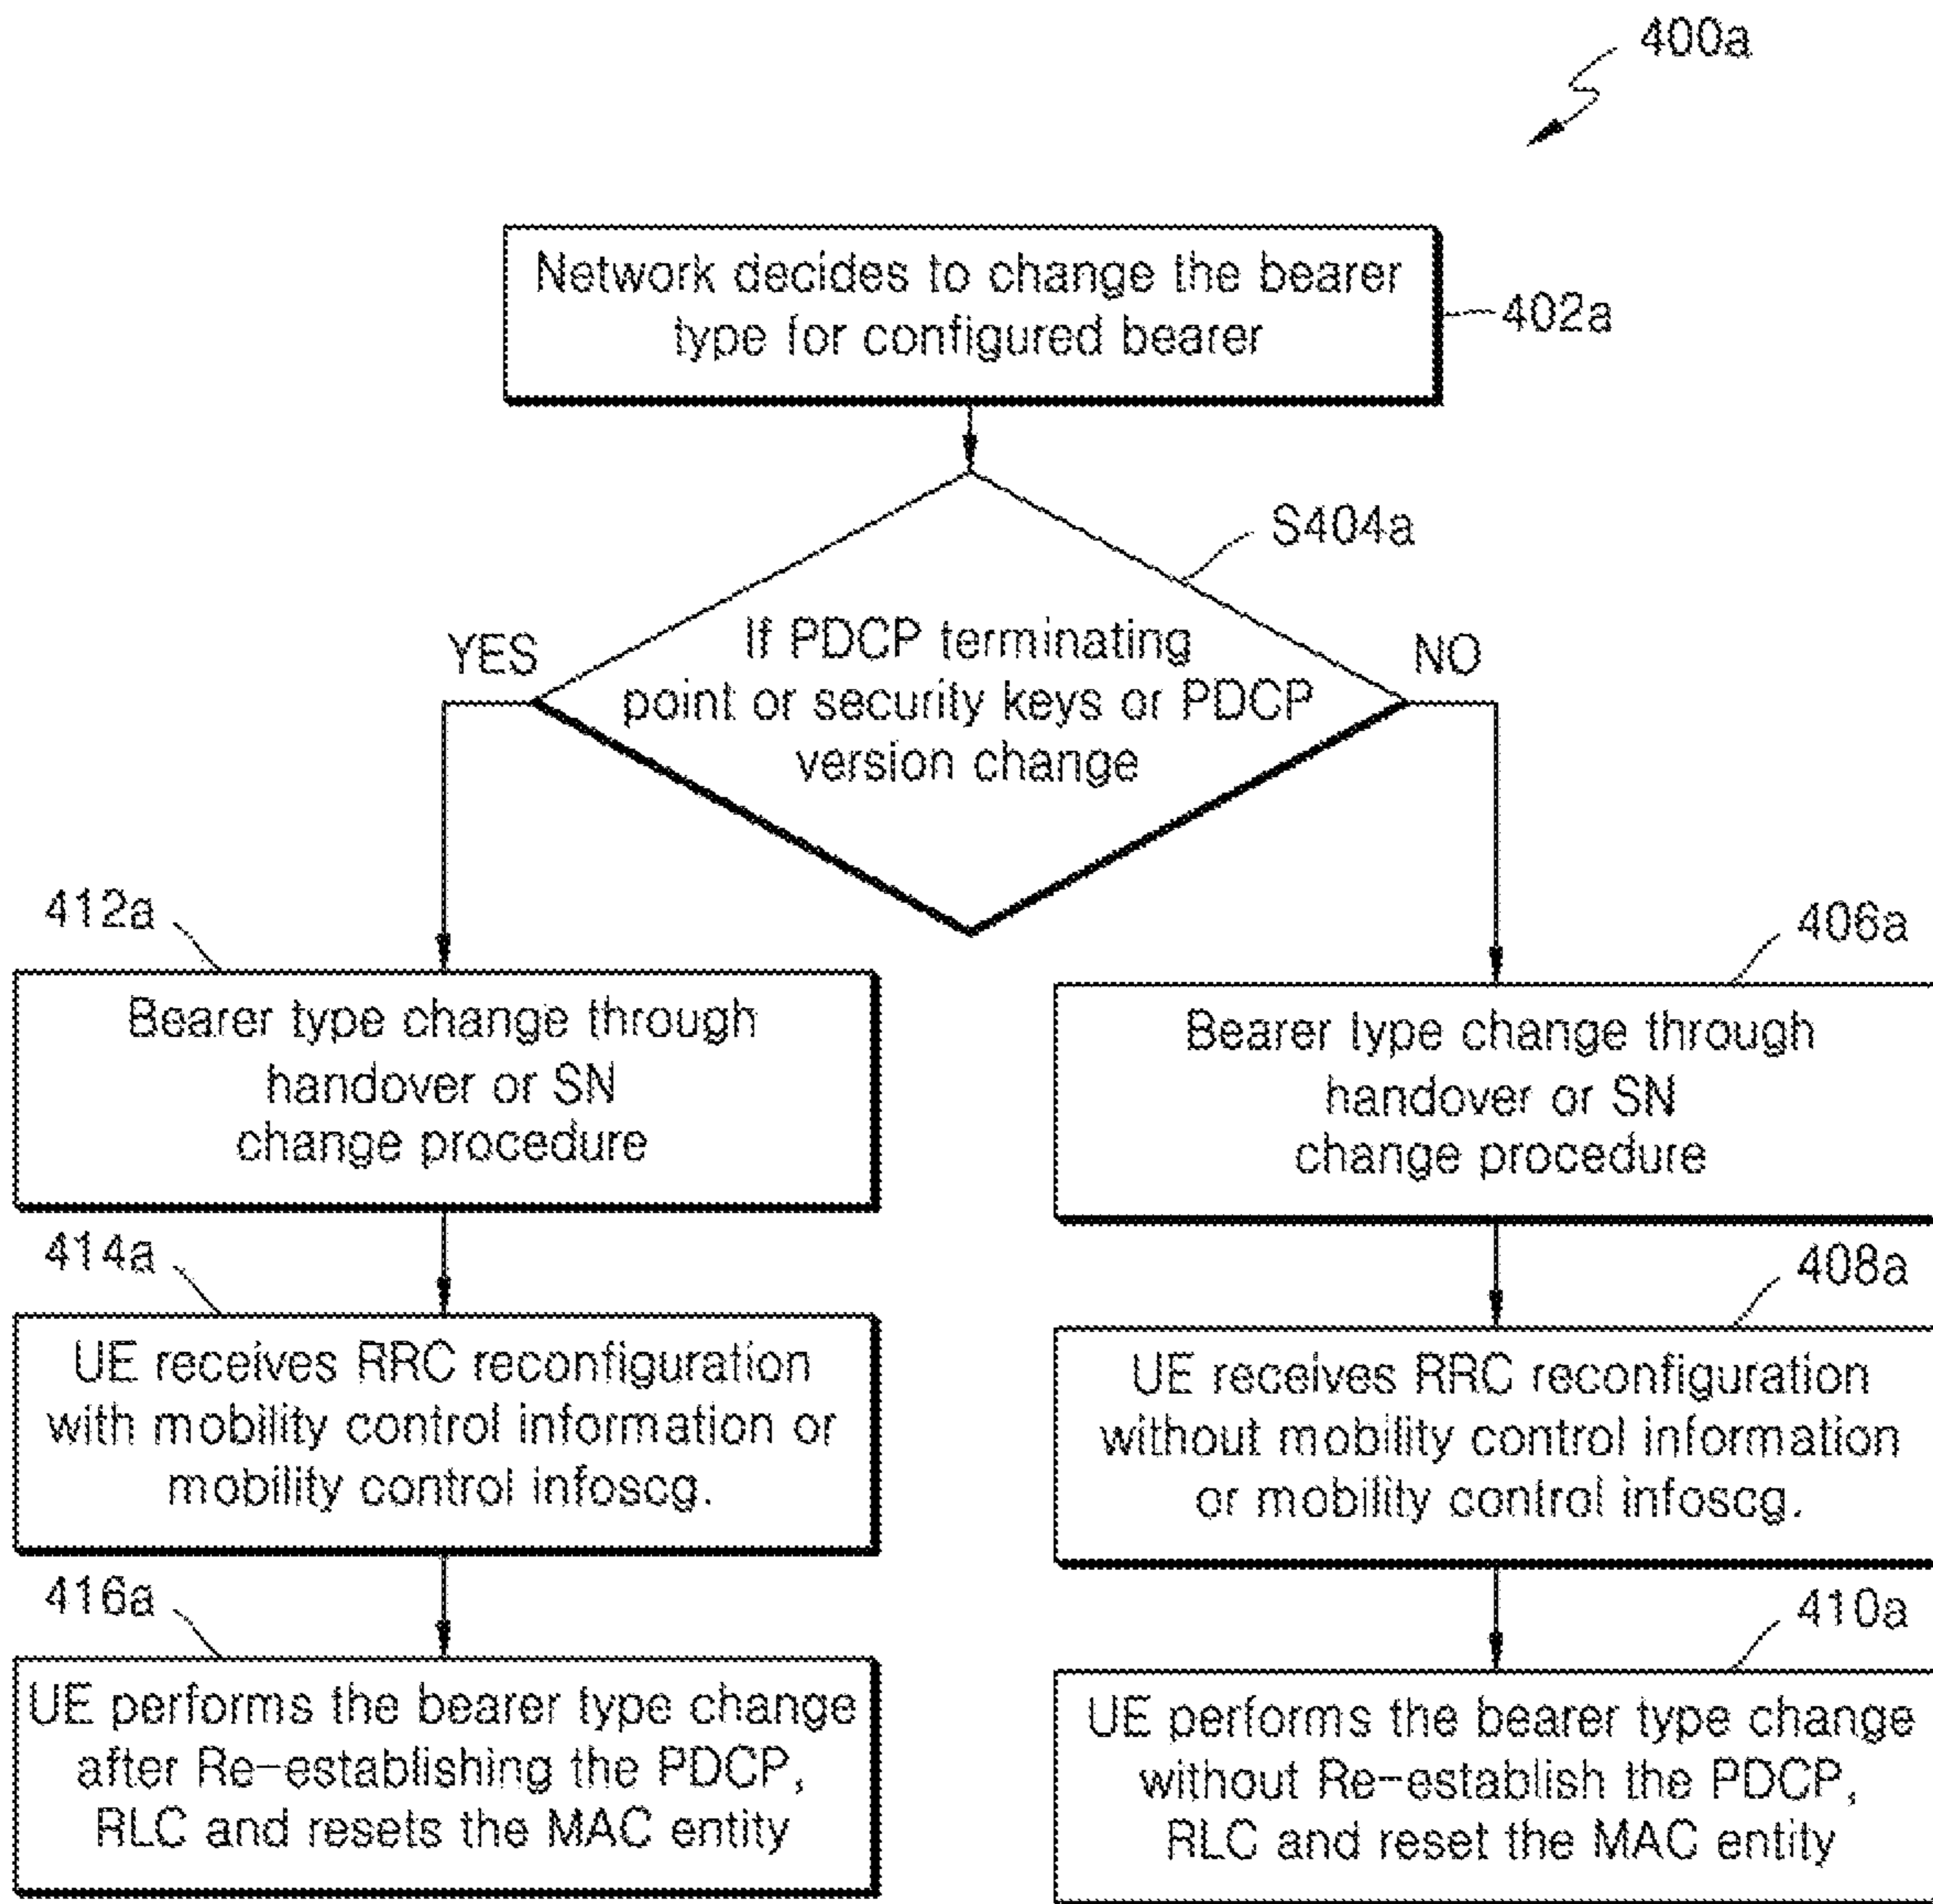 400a
Network decides to change the bearer
type for configured bearer
402a
S404a
If PDCP terminating
point or security keys or PDCP
version change
YES
NO
412a
Bearer type change through
handover or SN
change procedure
406a
Bearer type change through
handover or SN
change procedure
414a
UE receives RRC reconfiguration
with mobility control information or
mobility control infoscg.
408a
UE receives RRC reconfiguration
without mobility control information
or mobility control infoscg.
416a
UE performs the bearer type change
after Re-establishing the PDCP,
RLC and resets the MAC entity
410a
UE performs the bearer type change
without Re-establish the PDCP,
RLC and reset the MAC entity